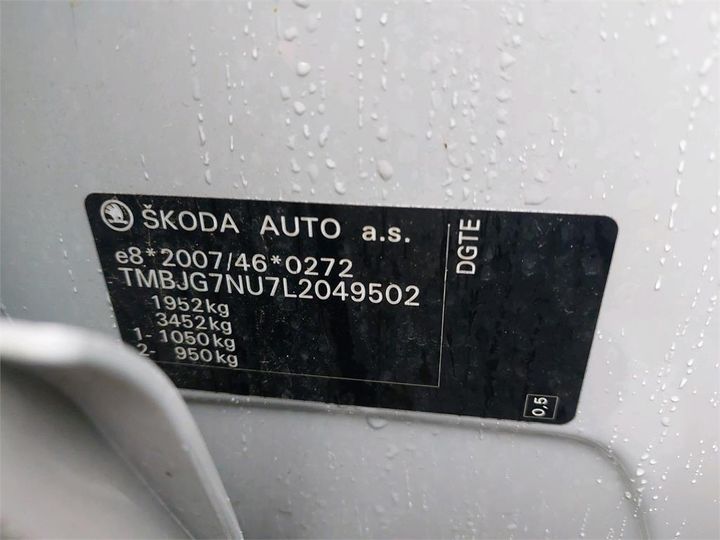 ŠKODA AUTO a.s.
e8*2007/46*0272
TMBJG7NU7L2049502
1952kg
3452kg
1- 1050kg
2- 950kg
DGTE
0,5